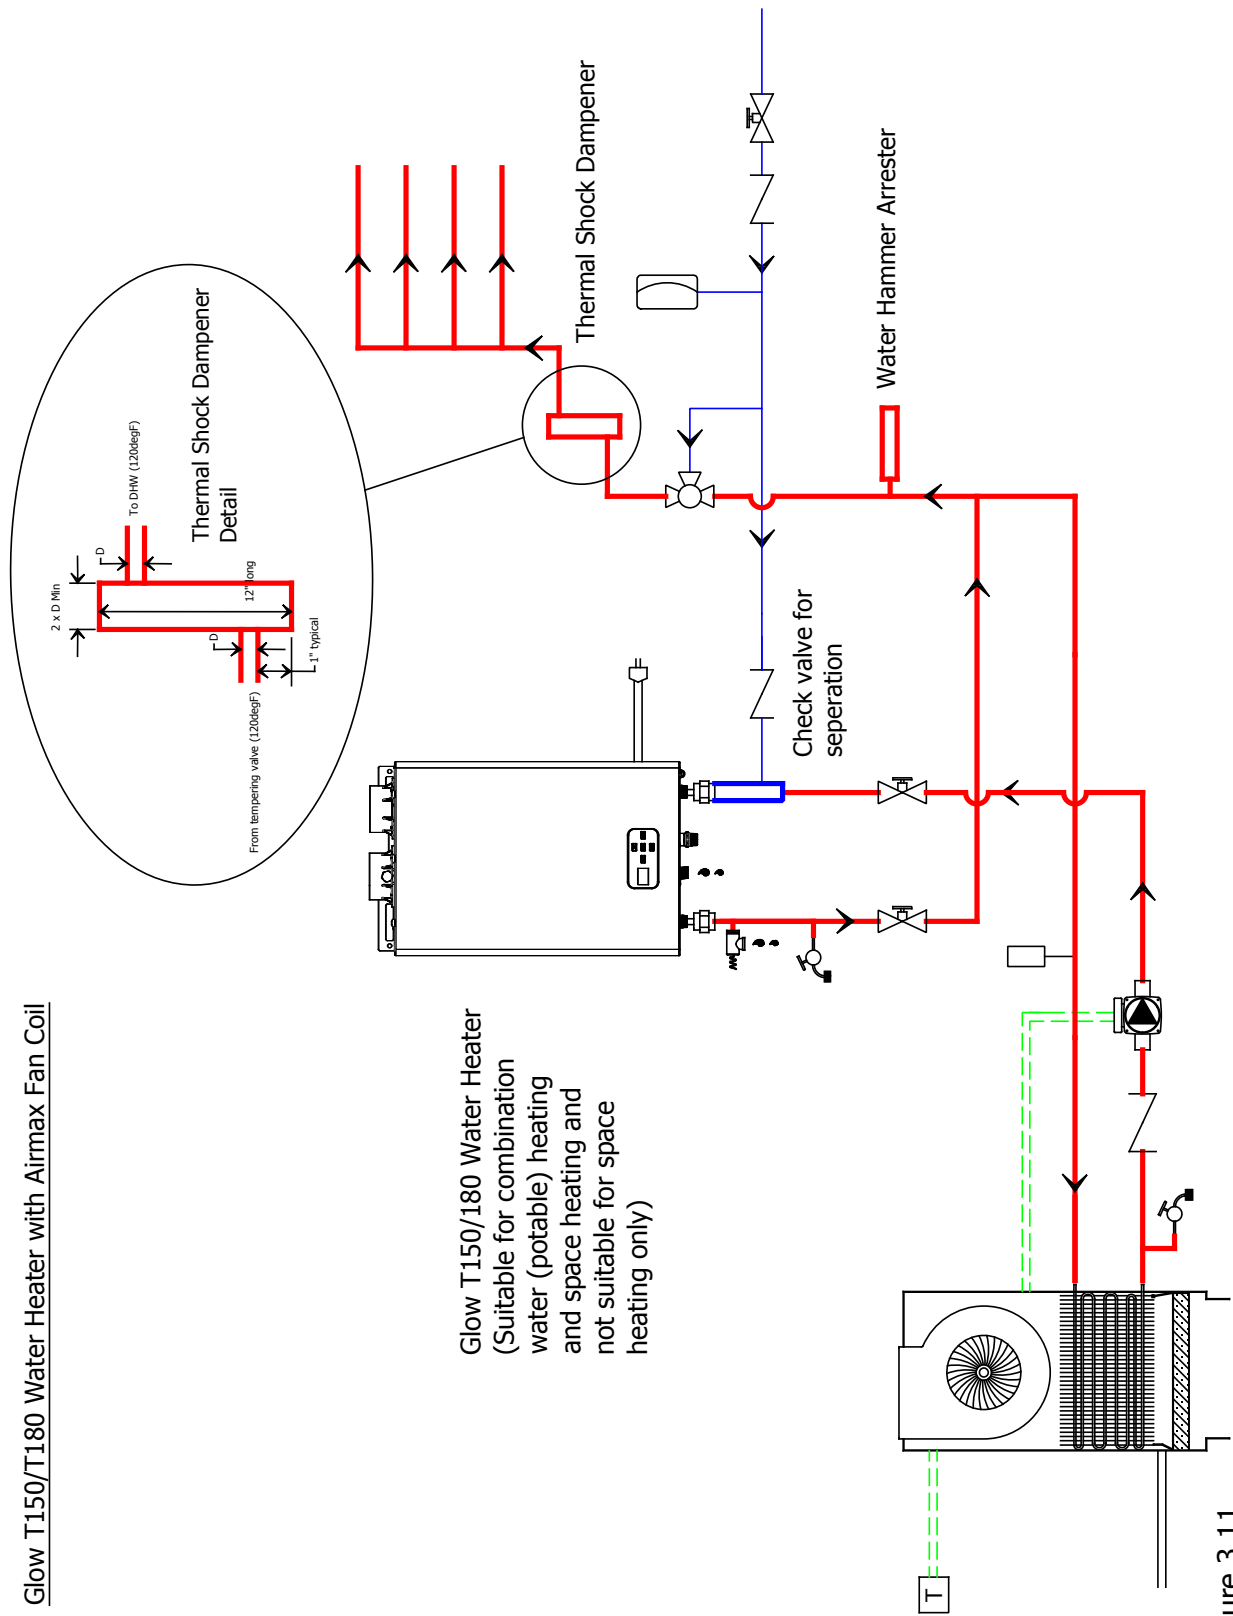 Glow T150/T180 Water Heater with Airmax Fan Coil
2 x D Min
D
To DHW (120degF)
Thermal Shock Dampener
Detail
12" long
D
1" typical
From tempering valve (120degF)
Thermal Shock Dampener
Water Hammer Arrester
Check valve for
seperation
Glow T150/180 Water Heater
(Suitable for combination
water (potable) heating
and space heating and
not suitable for space
heating only)
T
ure 3.11